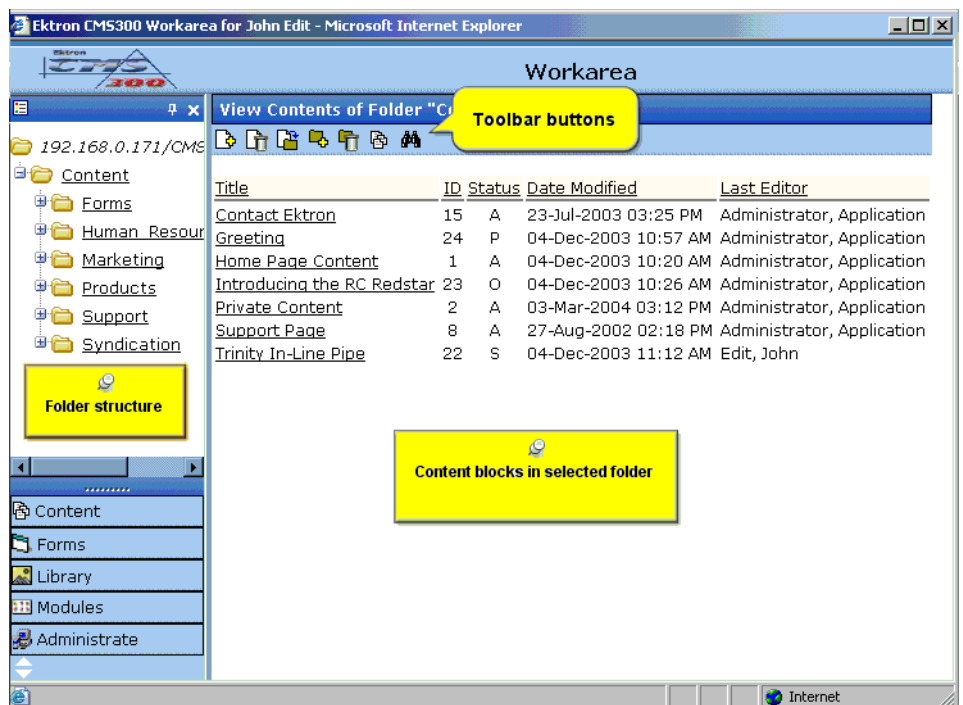 Ektron CMS300 Workarea for John Edit - Microsoft Internet Explorer
Ektron
CMS
300
Workarea
View Contents of Folder "C
Toolbar buttons
192.168.0.171/CMS
Content
Forms
Human Resour
Marketing
Products
Support
Syndication
Folder structure
Title ID Status Date Modified Last Editor
Contact Ektron 15 A 23-Jul-2003 03:25 PM Administrator, Application
Greeting 24 P 04-Dec-2003 10:57 AM Administrator, Application
Home Page Content 1 A 04-Dec-2003 10:20 AM Administrator, Application
Introducing the RC Redstar 23 O 04-Dec-2003 10:26 AM Administrator, Application
Private Content 2 A 03-Mar-2004 03:12 PM Administrator, Application
Support Page 8 A 27-Aug-2002 02:18 PM Administrator, Application
Trinity In-Line Pipe 22 S 04-Dec-2003 11:12 AM Edit, John
Content blocks in selected folder
Content
Forms
Library
Modules
Administrate
Internet